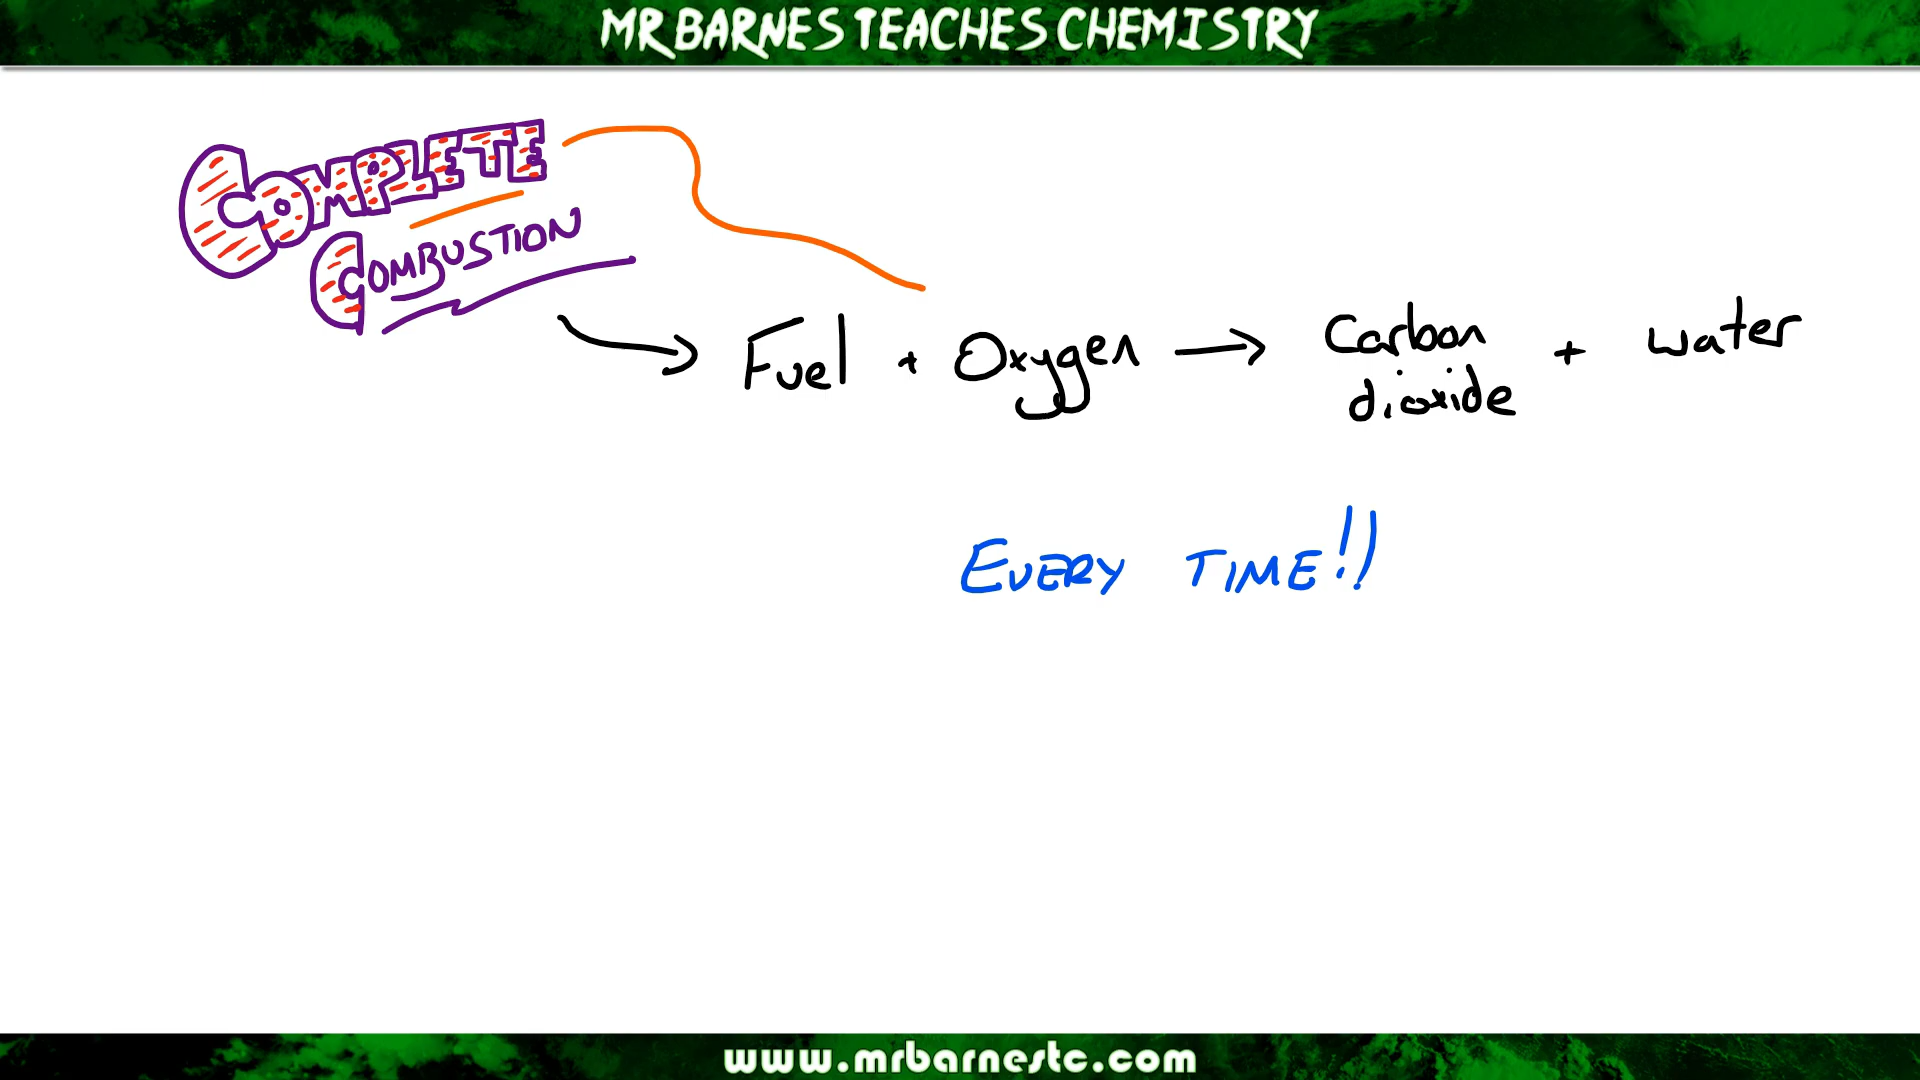 MR BARNES TEACHES CHEMISTRY
COMPLETE
COMBUSTION
Fuel + Oxygen → Carbon dioxide + water
EVERY TIME!!
www.mrbarnestc.com